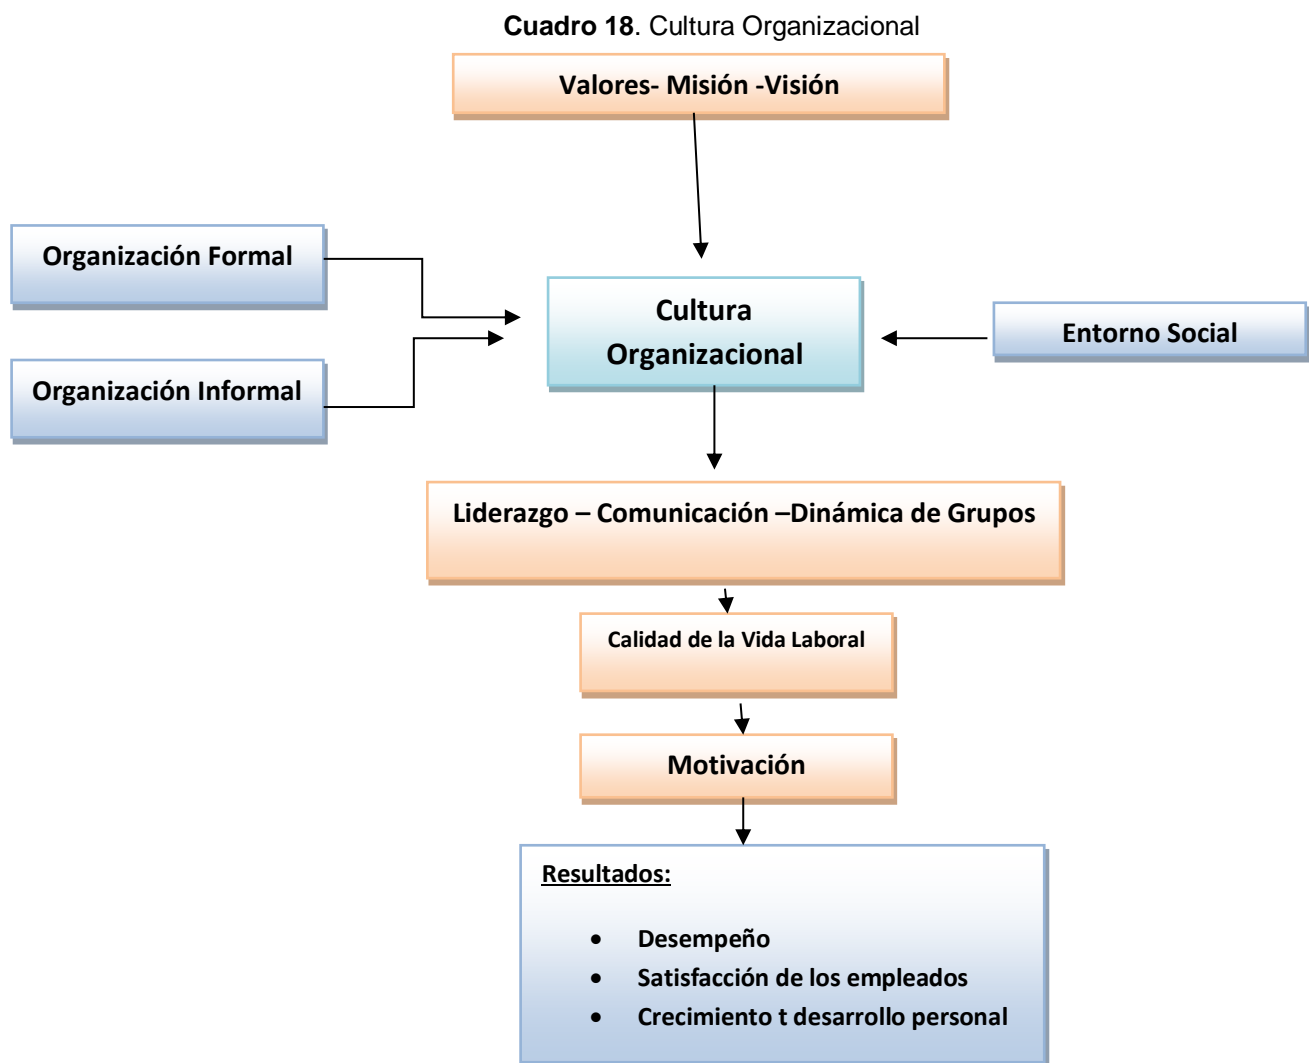 Cuadro 18. Cultura Organizacional
Valores- Misión -Visión
Organización Formal
Cultura
Organizacional
Entorno Social
Organización Informal
Liderazgo – Comunicación –Dinámica de Grupos
Calidad de la Vida Laboral
Motivación
Resultados:
• Desempeño
• Satisfacción de los empleados
• Crecimiento t desarrollo personal